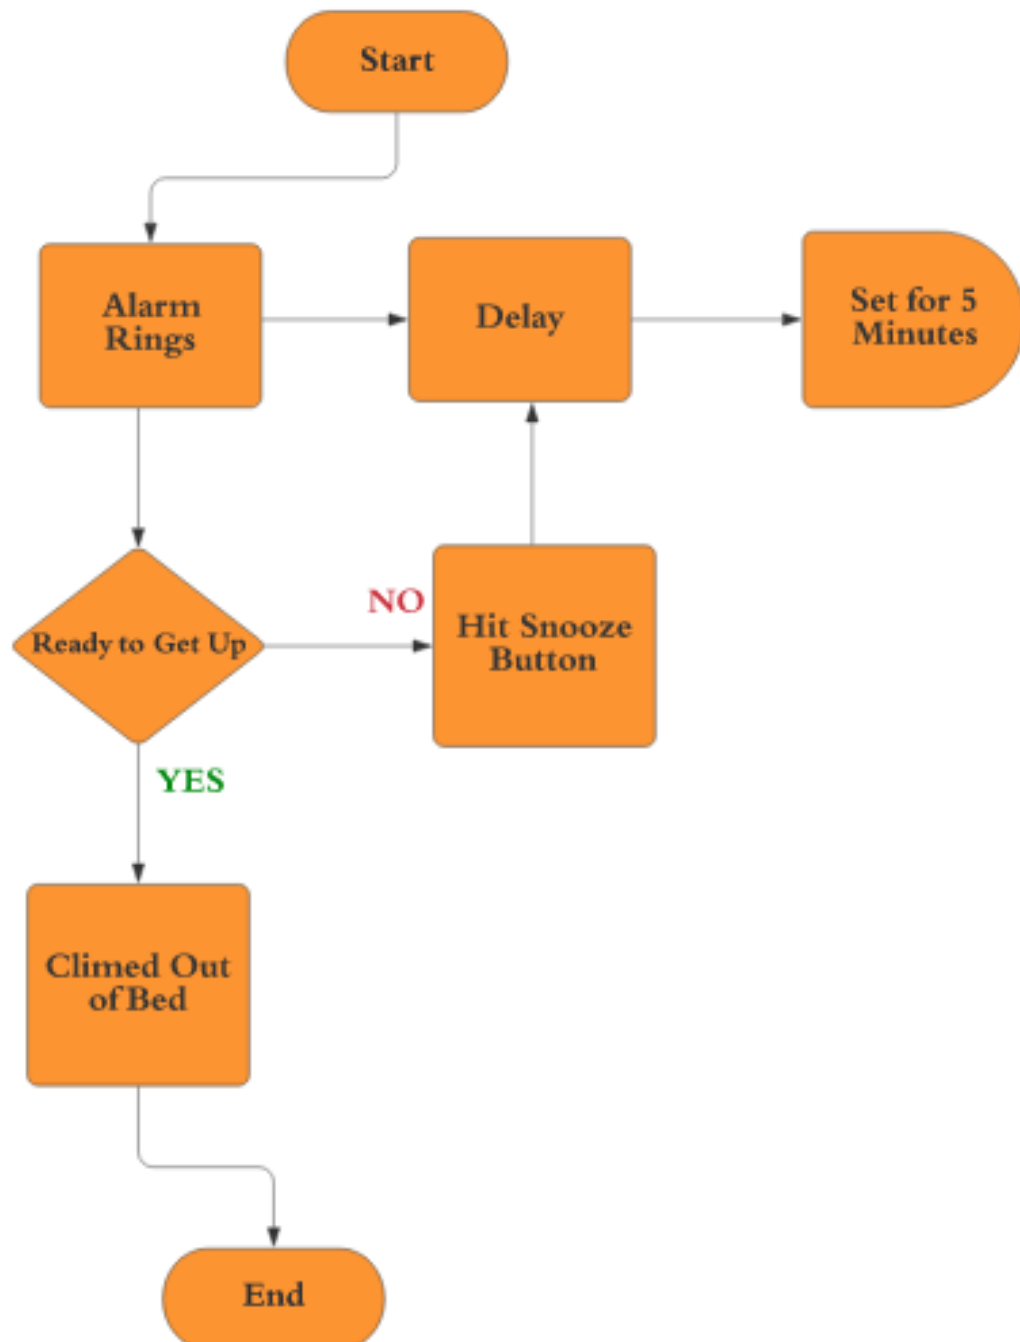 Start
Alarm
Rings
Delay
Set for 5
Minutes
Ready to Get Up
NO
Hit Snooze
Button
YES
Climed Out
of Bed
End